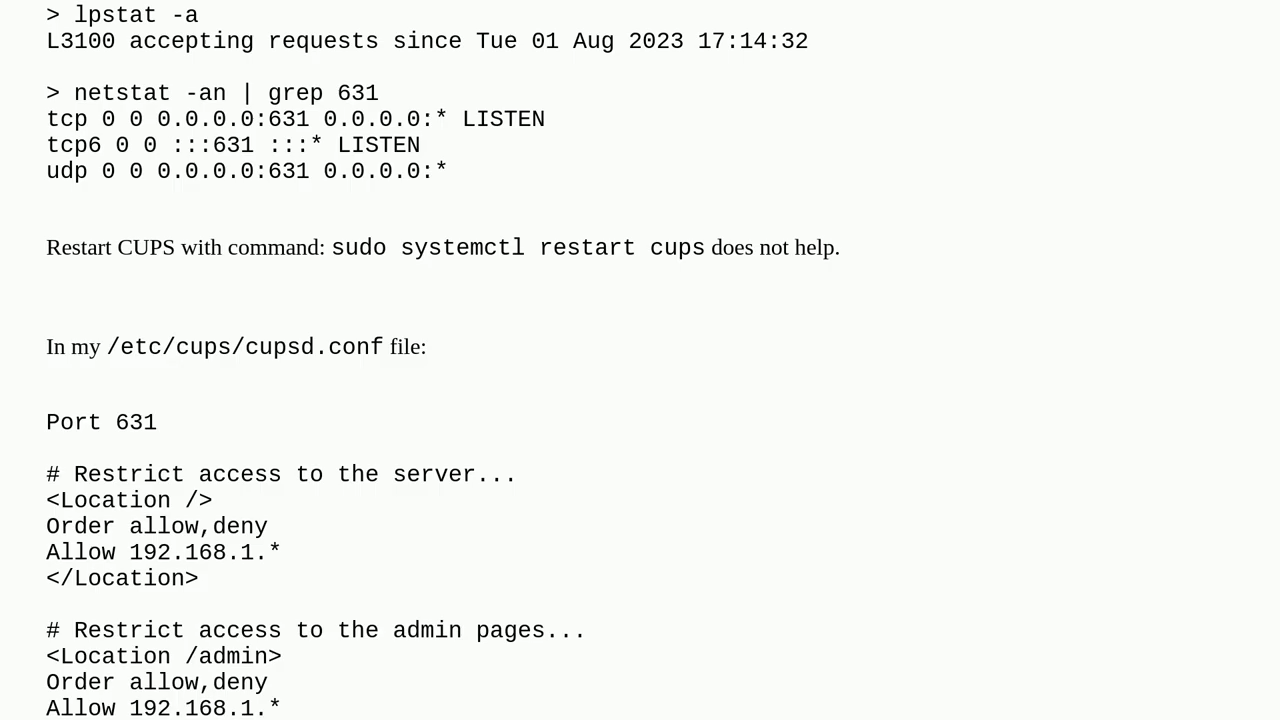 > lpstat -a
L3100 accepting requests since Tue 01 Aug 2023 17:14:32
> netstat -an | grep 631
tcp 0 0 0.0.0.0:631 0.0.0.0:* LISTEN
tcp6 0 0 :::631 :::* LISTEN
udp 0 0 0.0.0.0:631 0.0.0.0:*
Restart CUPS with command: sudo systemctl restart cups does not help.
In my /etc/cups/cupsd.conf file:
Port 631
# Restrict access to the server...
<Location />
Order allow,deny
Allow 192.168.1.*
</Location>
# Restrict access to the admin pages...
<Location /admin>
Order allow,deny
Allow 192.168.1.*